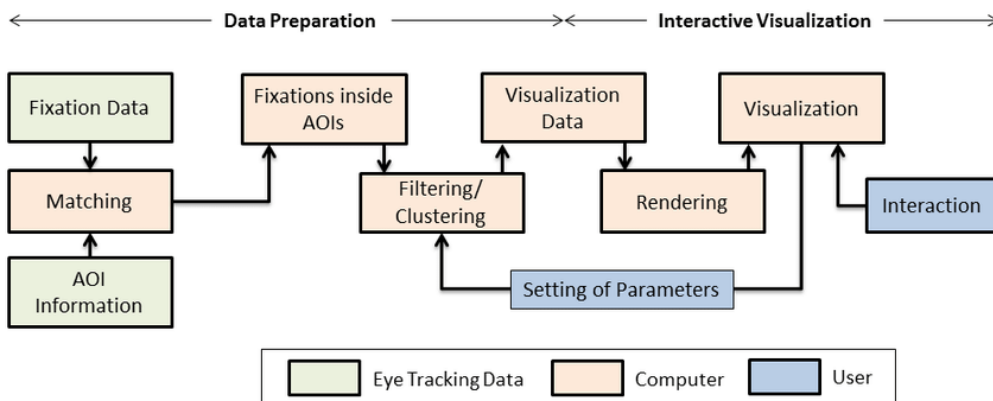 Data Preparation
Interactive Visualization
Fixation Data
Fixations inside
AOIs
Visualization
Data
Visualization
Matching
Filtering/
Clustering
Rendering
Interaction
AOI
Information
Setting of Parameters
Eye Tracking Data
Computer
User